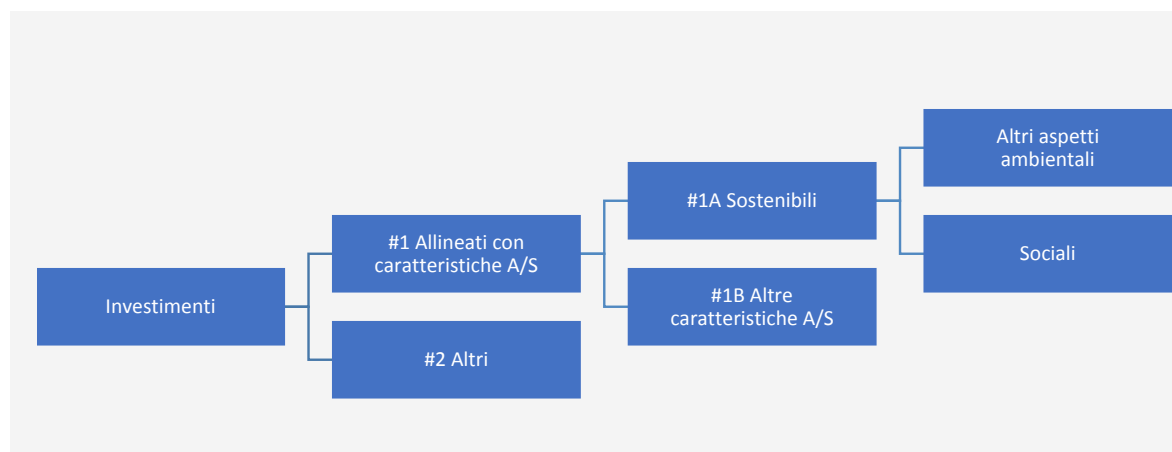 Investimenti
#1 Allineati con
caratteristiche A/S
#2 Altri
#1A Sostenibili
#1B Altre
caratteristiche A/S
Altri aspetti
ambientali
Sociali